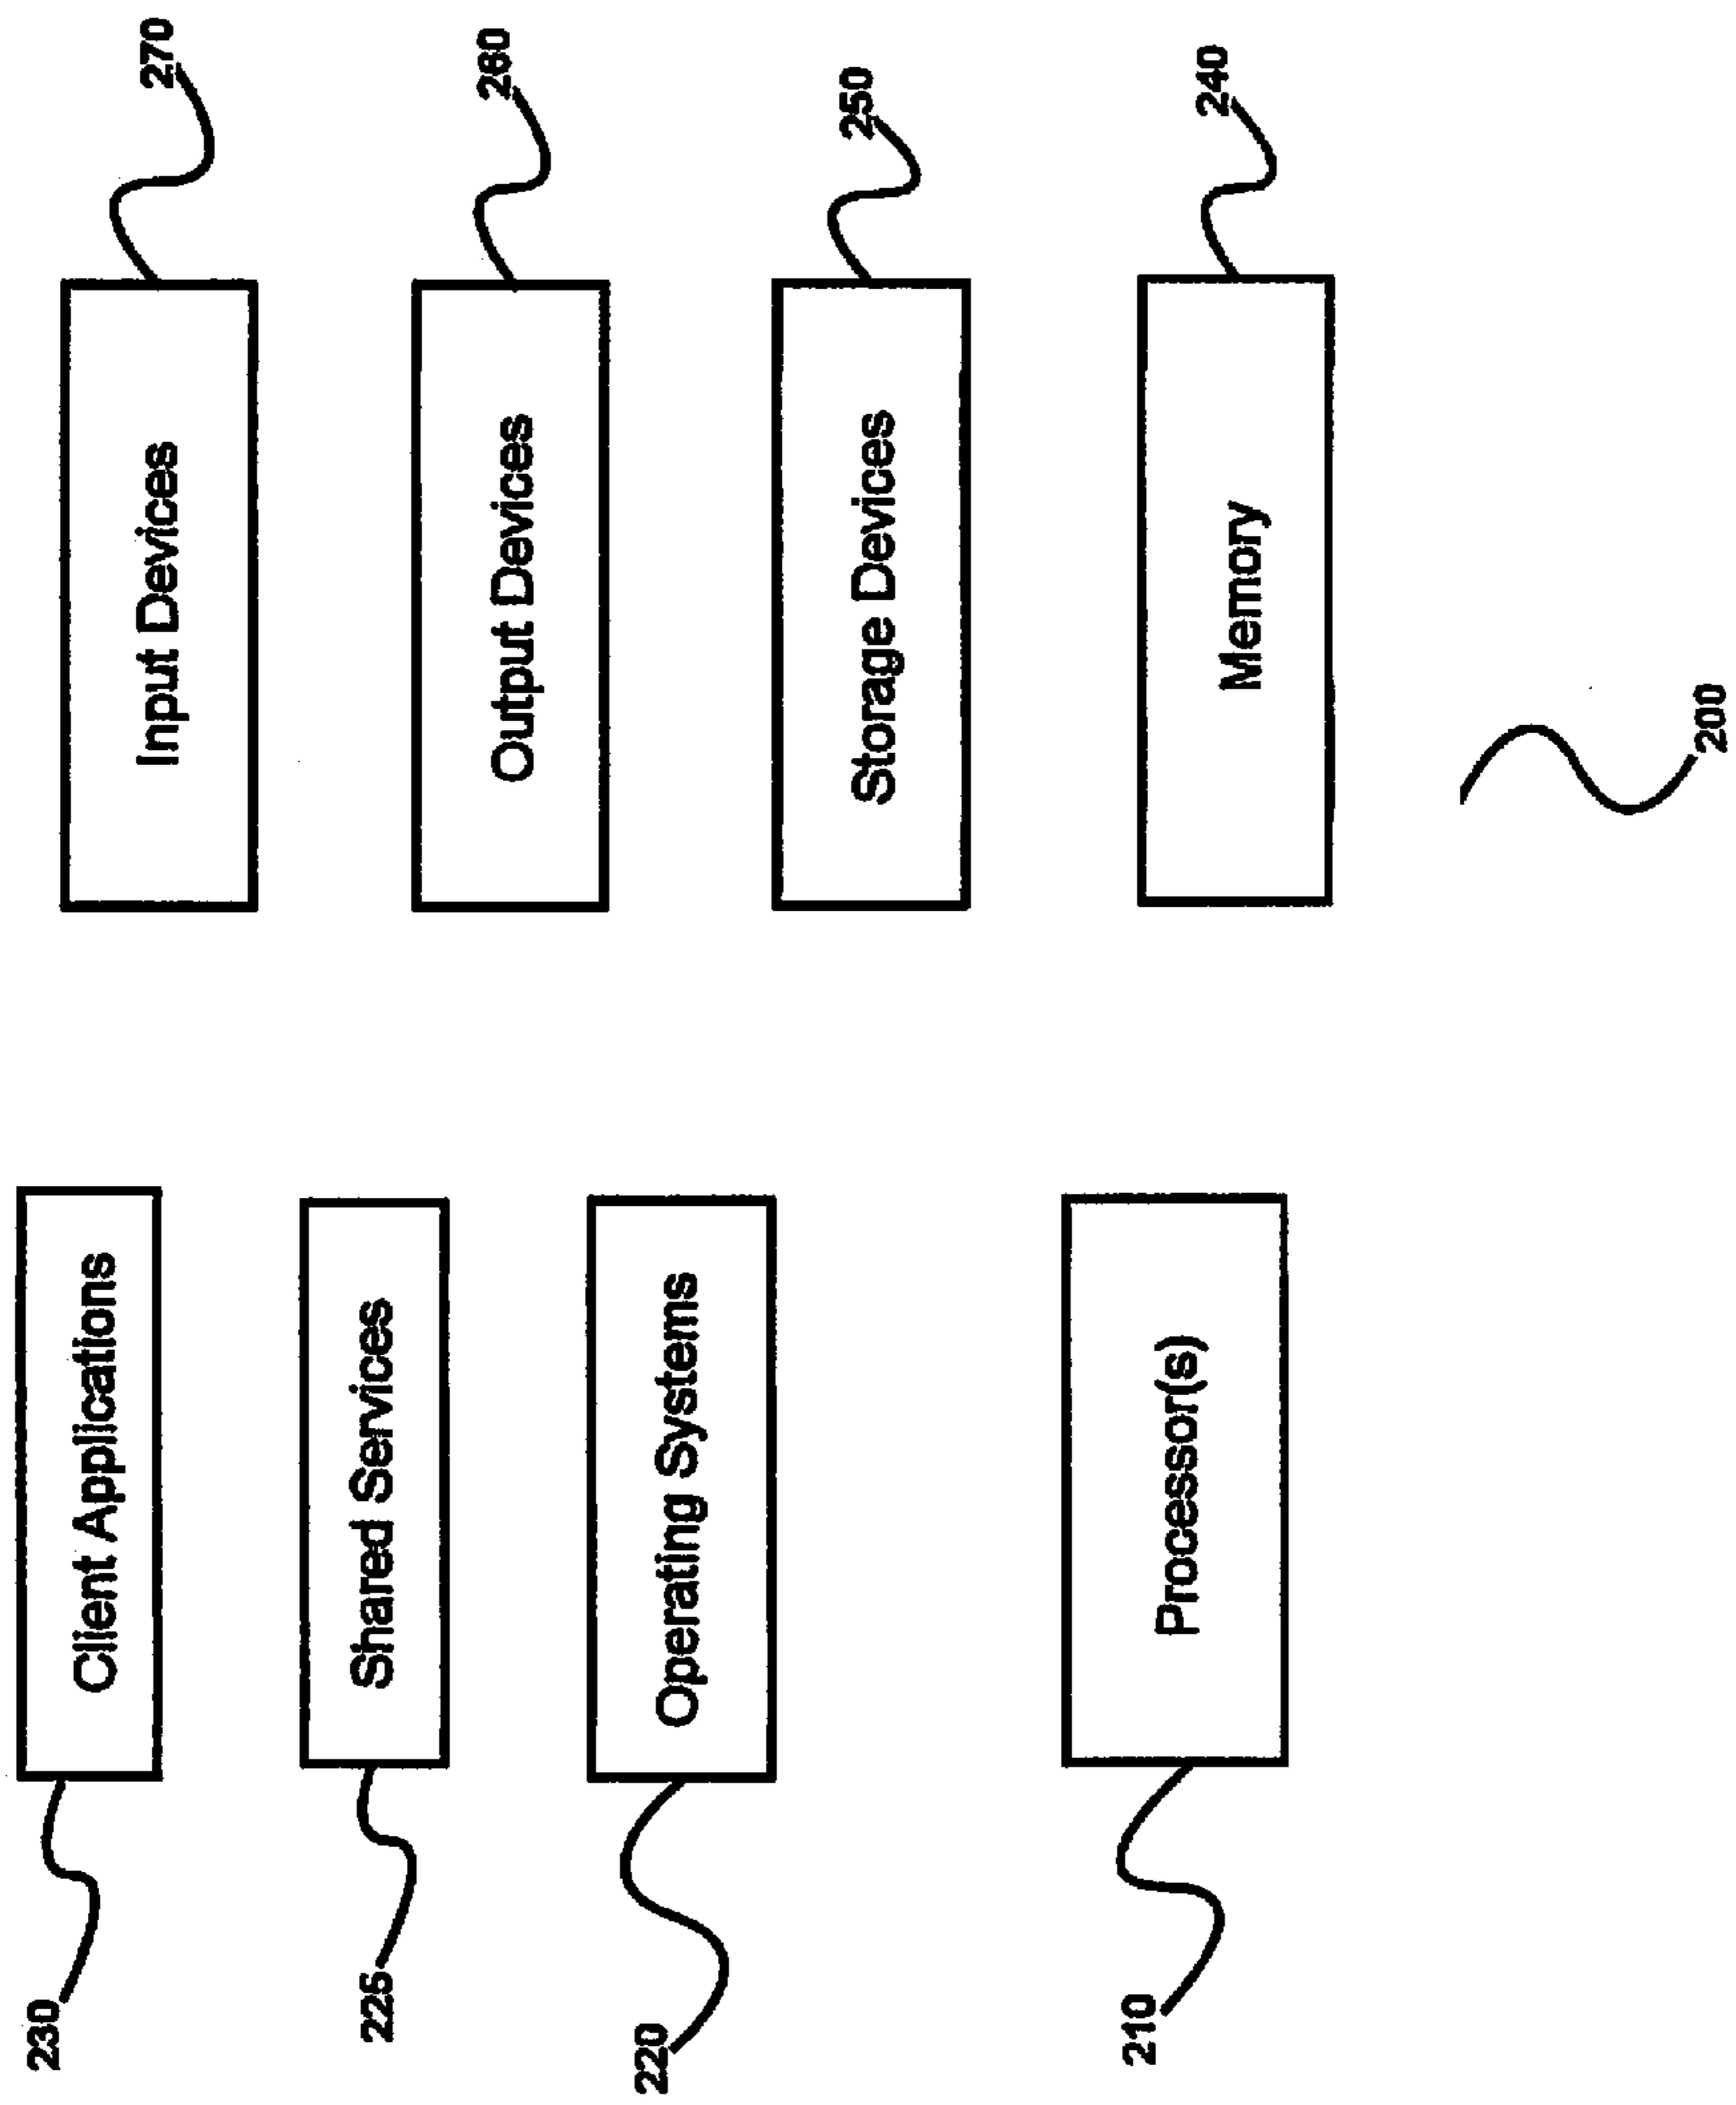 230
Client Applications
Input Devices
270
225
Shared Services
Output Devices
260
220
Operating Systems
Storage Devices
250
210
Processor(s)
Memory
240
200